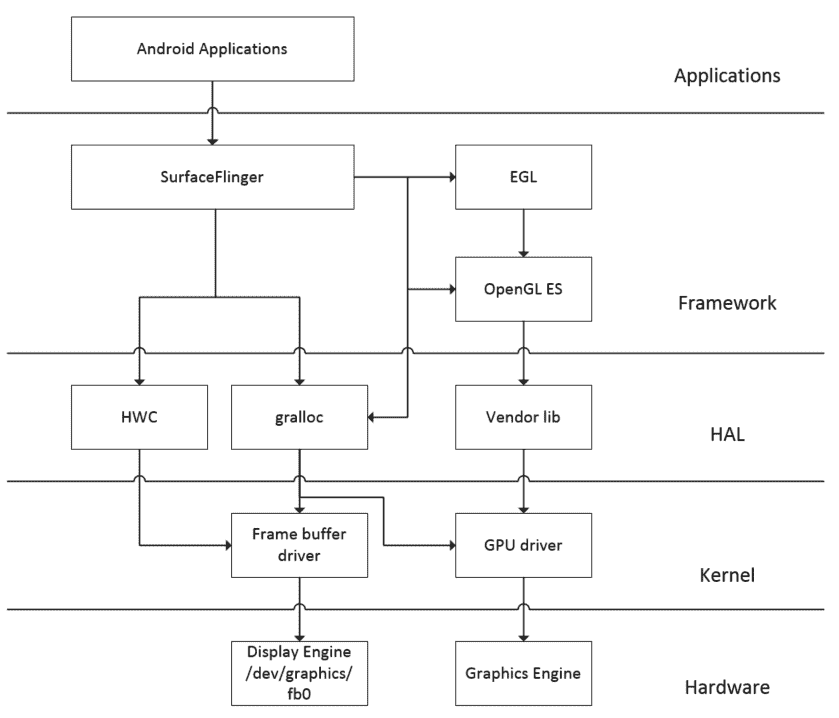 Android Applications
Applications
SurfaceFlinger
EGL
OpenGL ES
Framework
HWC
gralloc
Vendor lib
HAL
Frame buffer
driver
GPU driver
Kernel
Display Engine
/dev/graphics/
fb0
Graphics Engine
Hardware